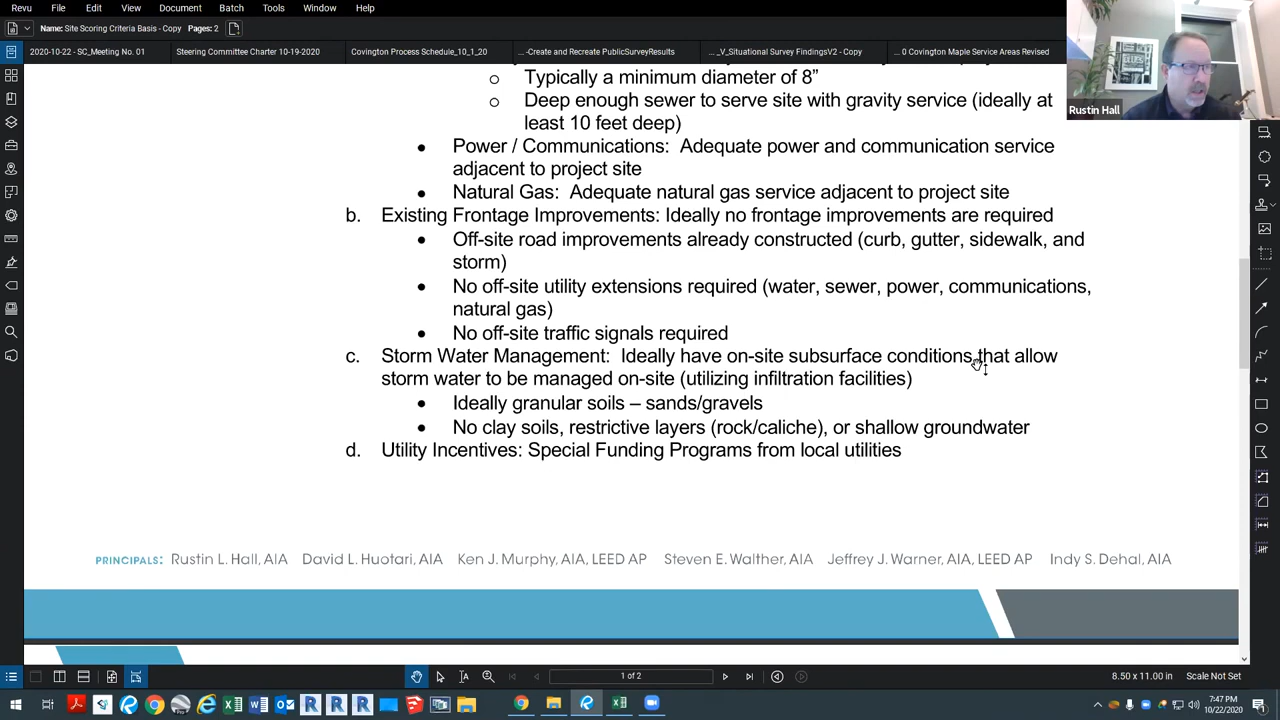 Revu File Edit View Document Batch Tools Window Help
Name: Site Scoring Criteria Basis - Copy Pages: 2
2020-10-22 - SC_Meeting No. 01 Steering Committee Charter 10-19-2020 Covington Process Schedule_10_1_20 ...-Create and Recreate PublicSurveyResults ..._V_Situational Survey FindingsV2 - Copy ... 0 Covington Maple Service Areas Revised
Rustin Hall
o Typically a minimum diameter of 8”
o Deep enough sewer to serve site with gravity service (ideally at
least 10 feet deep)
• Power / Communications: Adequate power and communication service
adjacent to project site
• Natural Gas: Adequate natural gas service adjacent to project site
b. Existing Frontage Improvements: Ideally no frontage improvements are required
• Off-site road improvements already constructed (curb, gutter, sidewalk, and
storm)
• No off-site utility extensions required (water, sewer, power, communications,
natural gas)
• No off-site traffic signals required
c. Storm Water Management: Ideally have on-site subsurface conditions that allow
storm water to be managed on-site (utilizing infiltration facilities)
• Ideally granular soils – sands/gravels
• No clay soils, restrictive layers (rock/caliche), or shallow groundwater
d. Utility Incentives: Special Funding Programs from local utilities
PRINCIPALS: Rustin L. Hall, AIA David L. Huotari, AIA Ken J. Murphy, AIA, LEED AP Steven E. Walther, AIA Jeffrey J. Warner, AIA, LEED AP Indy S. Dehal, AIA
1 of 2
8.50 x 11.00 in Scale Not Set
7:47 PM
10/22/2020